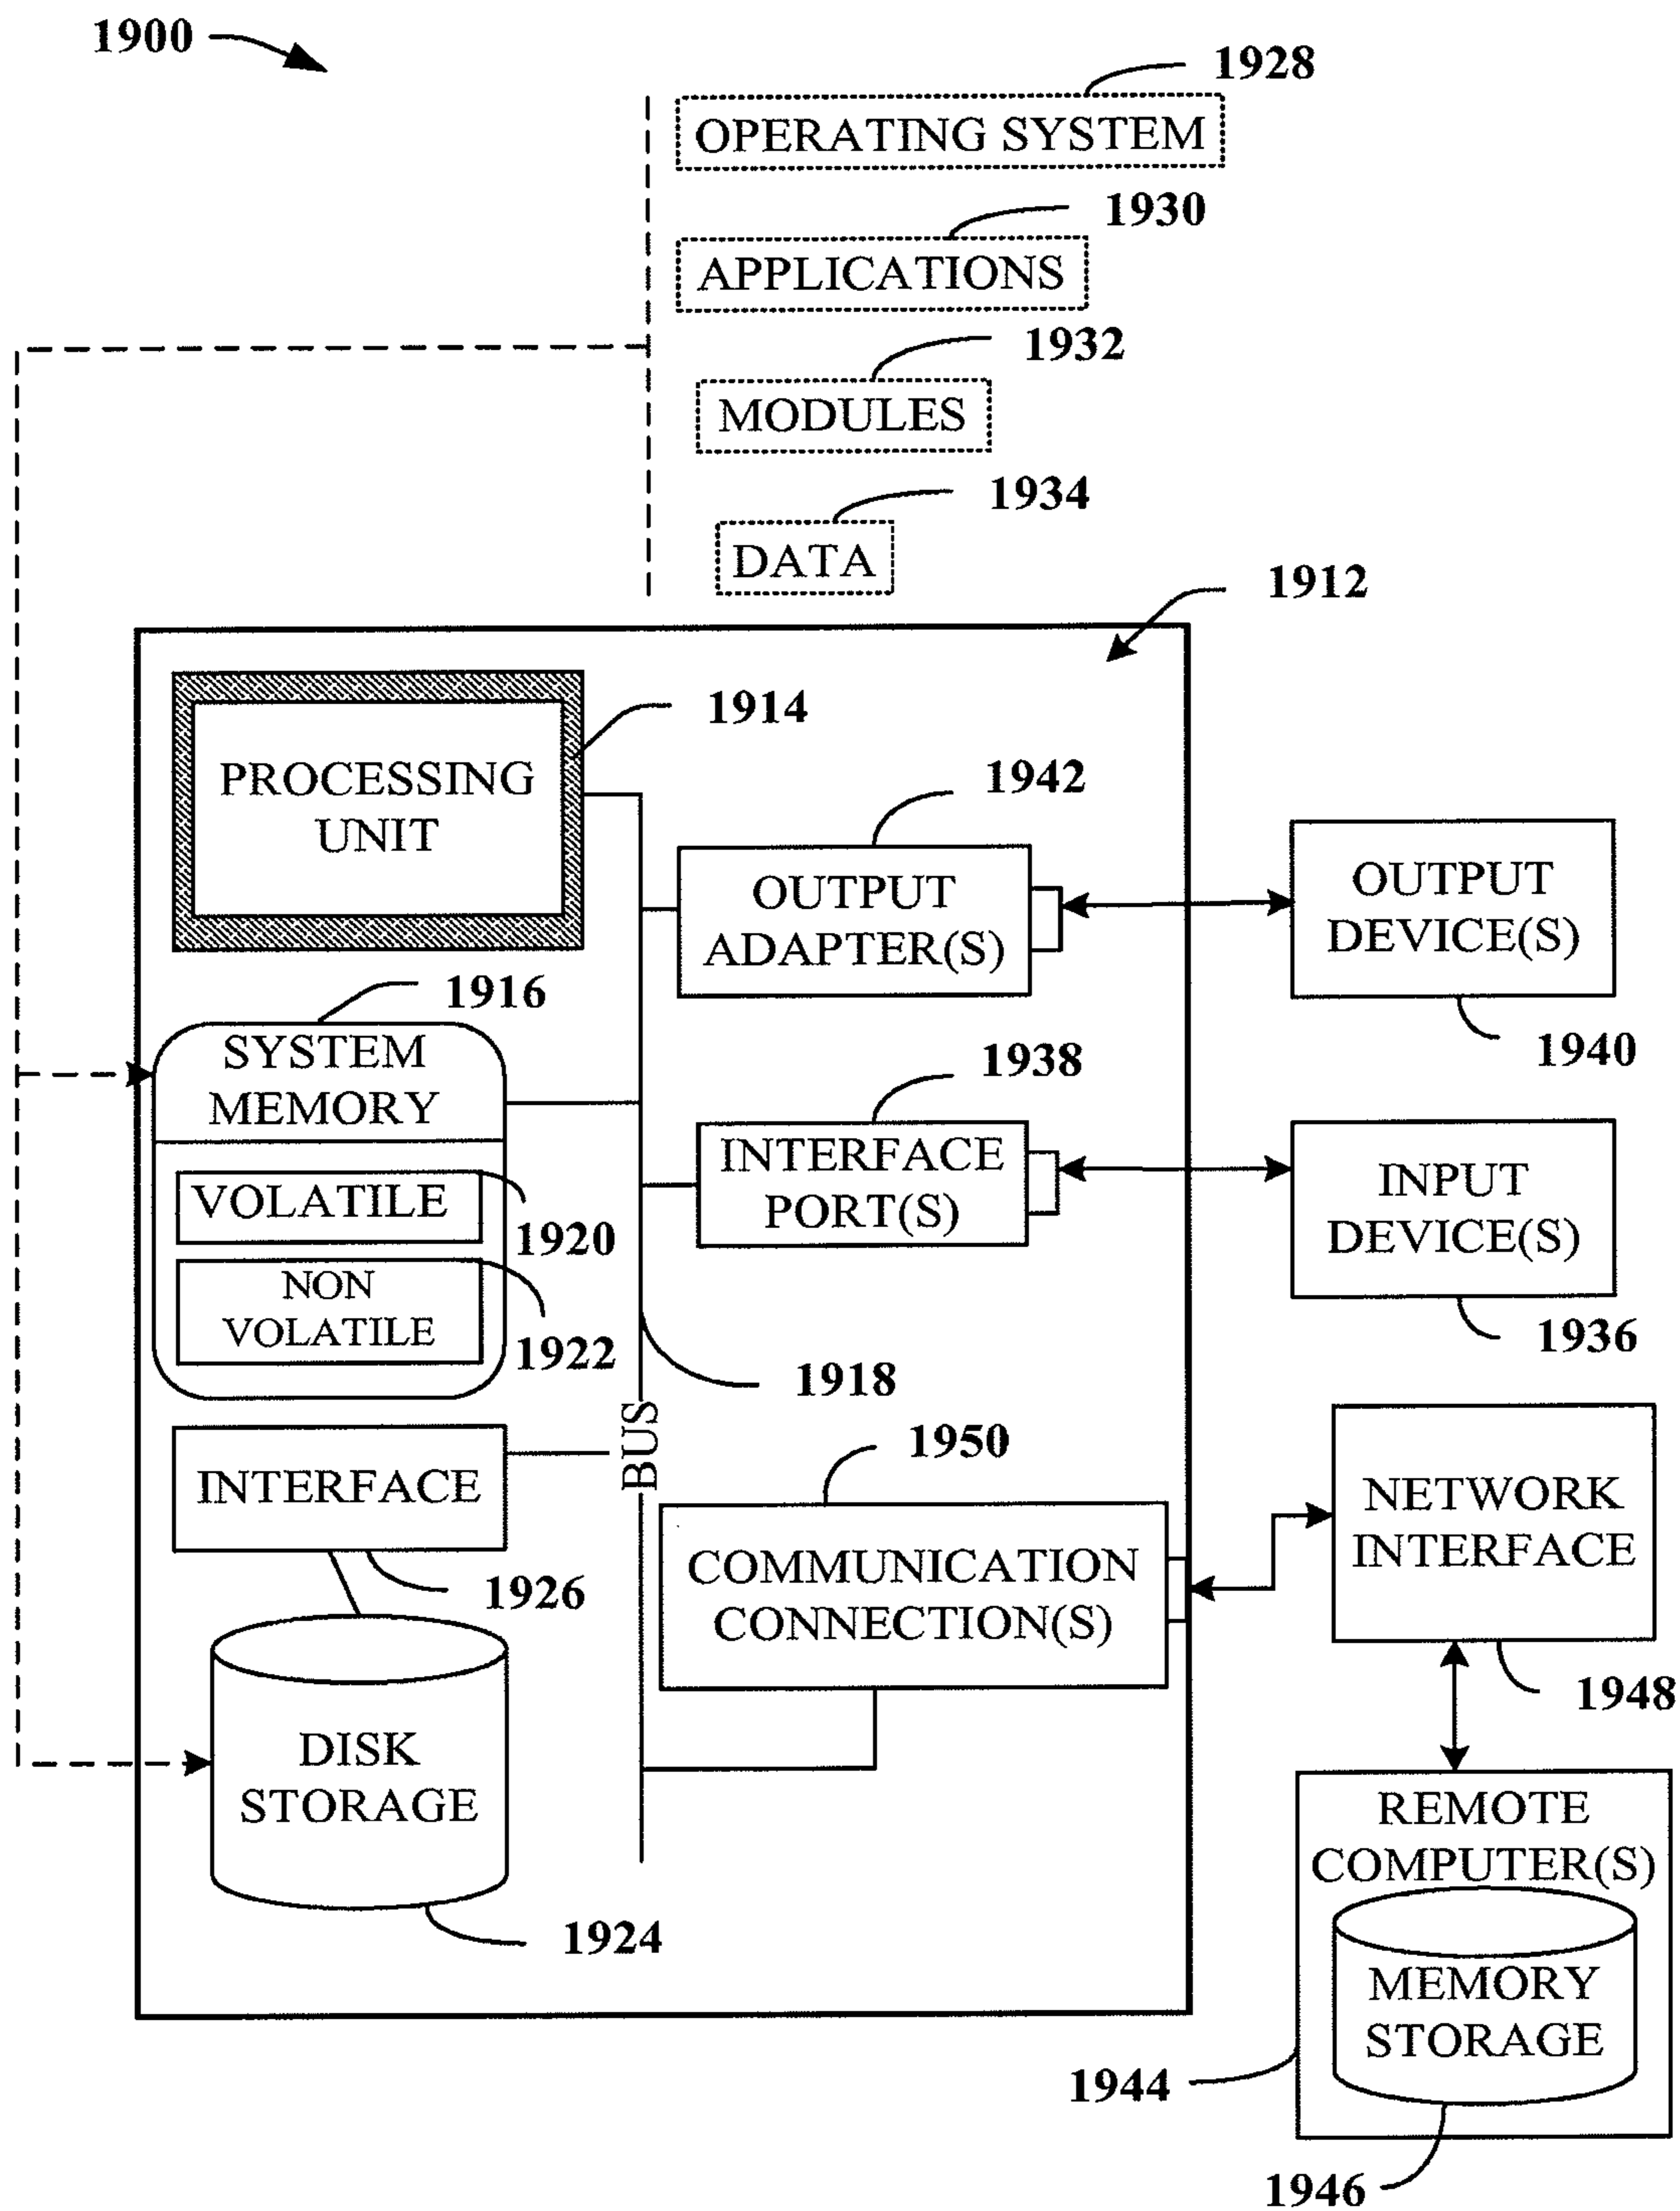 1900
1928
OPERATING SYSTEM
1930
APPLICATIONS
1932
MODULES
1934
DATA
1912
1914
PROCESSING
UNIT
1942
OUTPUT
ADAPTER(S)
OUTPUT
DEVICE(S)
1940
1916
SYSTEM
MEMORY
VOLATILE
1920
NON
VOLATILE
1922
1938
INTERFACE
PORT(S)
INPUT
DEVICE(S)
1936
1918
BUS
INTERFACE
1926
1950
COMMUNICATION
CONNECTION(S)
NETWORK
INTERFACE
1948
DISK
STORAGE
1924
REMOTE
COMPUTER(S)
MEMORY
STORAGE
1944
1946